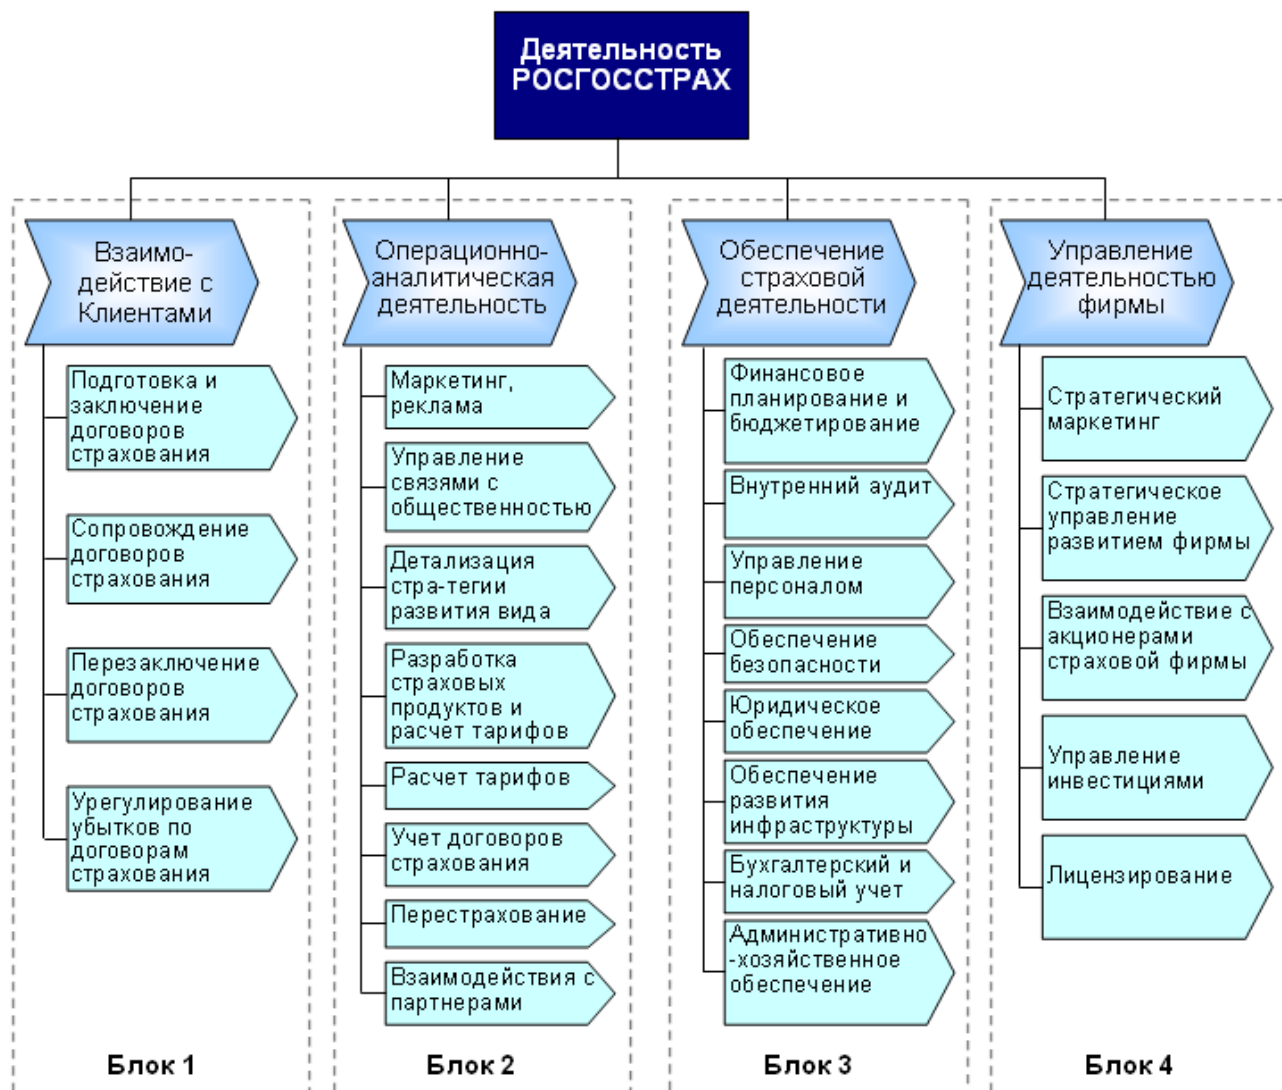 Деятельность
РОСГОССТРАХ
Взаимо-
действие с
Клиентами
Подготовка и
заключение
договоров
страхования
Сопровождение
договоров
страхования
Перезаключение
договоров
страхования
Урегулирование
убытков по
договорам
страхования
Блок 1
Операционно-
аналитическая
деятельность
Маркетинг,
реклама
Управление
связями с
общественностью
Детализация
стра-тегии
развития вида
Разработка
страховых
продуктов и
расчет тарифов
Расчет тарифов
Учет договоров
страхования
Перестрахование
Взаимодействия с
партнерами
Блок 2
Обеспечение
страховой
деятельности
Финансовое
планирование и
бюджетирование
Внутренний аудит
Управление
персоналом
Обеспечение
безопасности
Юридическое
обеспечение
Обеспечение
развития
инфраструктуры
Бухгалтерский и
налоговый учет
Административно
-хозяйственное
обеспечение
Блок 3
Управление
деятельностью
фирмы
Стратегический
маркетинг
Стратегическое
управление
развитием фирмы
Взаимодействие с
акционерами
страховой фирмы
Управление
инвестициями
Лицензирование
Блок 4